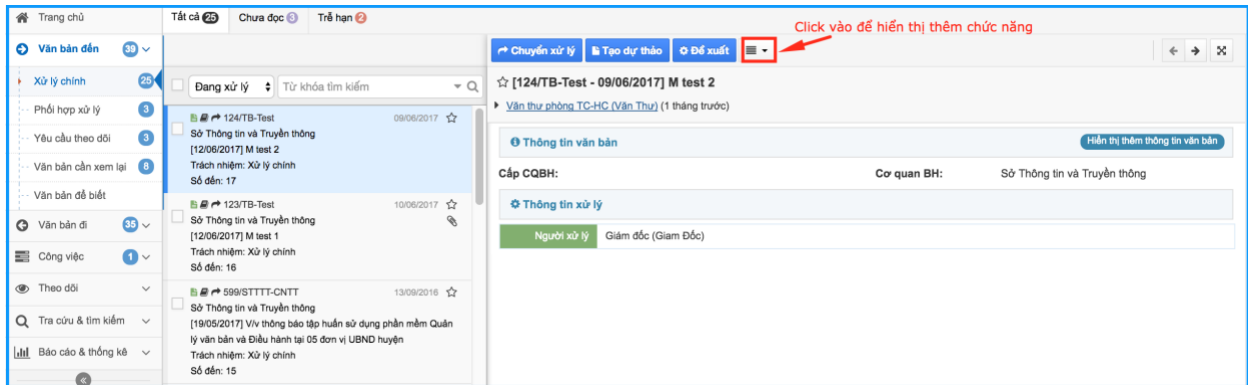 Trang chủ
Văn bản đến 39
Xử lý chính 25
Phối hợp xử lý 3
Yêu cầu theo dõi 3
Văn bản cần xem lại 8
Văn bản để biết
Văn bản đi 35
Công việc 1
Theo dõi
Tra cứu & tìm kiếm
Báo cáo & thống kê
Tất cả 25 Chưa đọc 3 Trễ hạn 2
Đang xử lý Từ khóa tìm kiếm
124/TB-Test 09/06/2017
Sở Thông tin và Truyền thông
[12/06/2017] M test 2
Trách nhiệm: Xử lý chính
Số đến: 17
123/TB-Test 10/06/2017
Sở Thông tin và Truyền thông
[12/06/2017] M test 1
Trách nhiệm: Xử lý chính
Số đến: 16
599/STTTT-CNTT 13/09/2016
Sở Thông tin và Truyền thông
[19/05/2017] V/v thông báo tập huấn sử dụng phần mềm Quản
lý văn bản và Điều hành tại 05 đơn vị UBND huyện
Trách nhiệm: Xử lý chính
Số đến: 15
Click vào để hiển thị thêm chức năng
Chuyển xử lý Tạo dự thảo Đề xuất
[124/TB-Test - 09/06/2017] M test 2
Văn thư phòng TC-HC (Văn Thư) (1 tháng trước)
Thông tin văn bản Hiển thị thêm thông tin văn bản
Cấp CQBH: Cơ quan BH: Sở Thông tin và Truyền thông
Thông tin xử lý
Người xử lý Giám đốc (Giam Đốc)